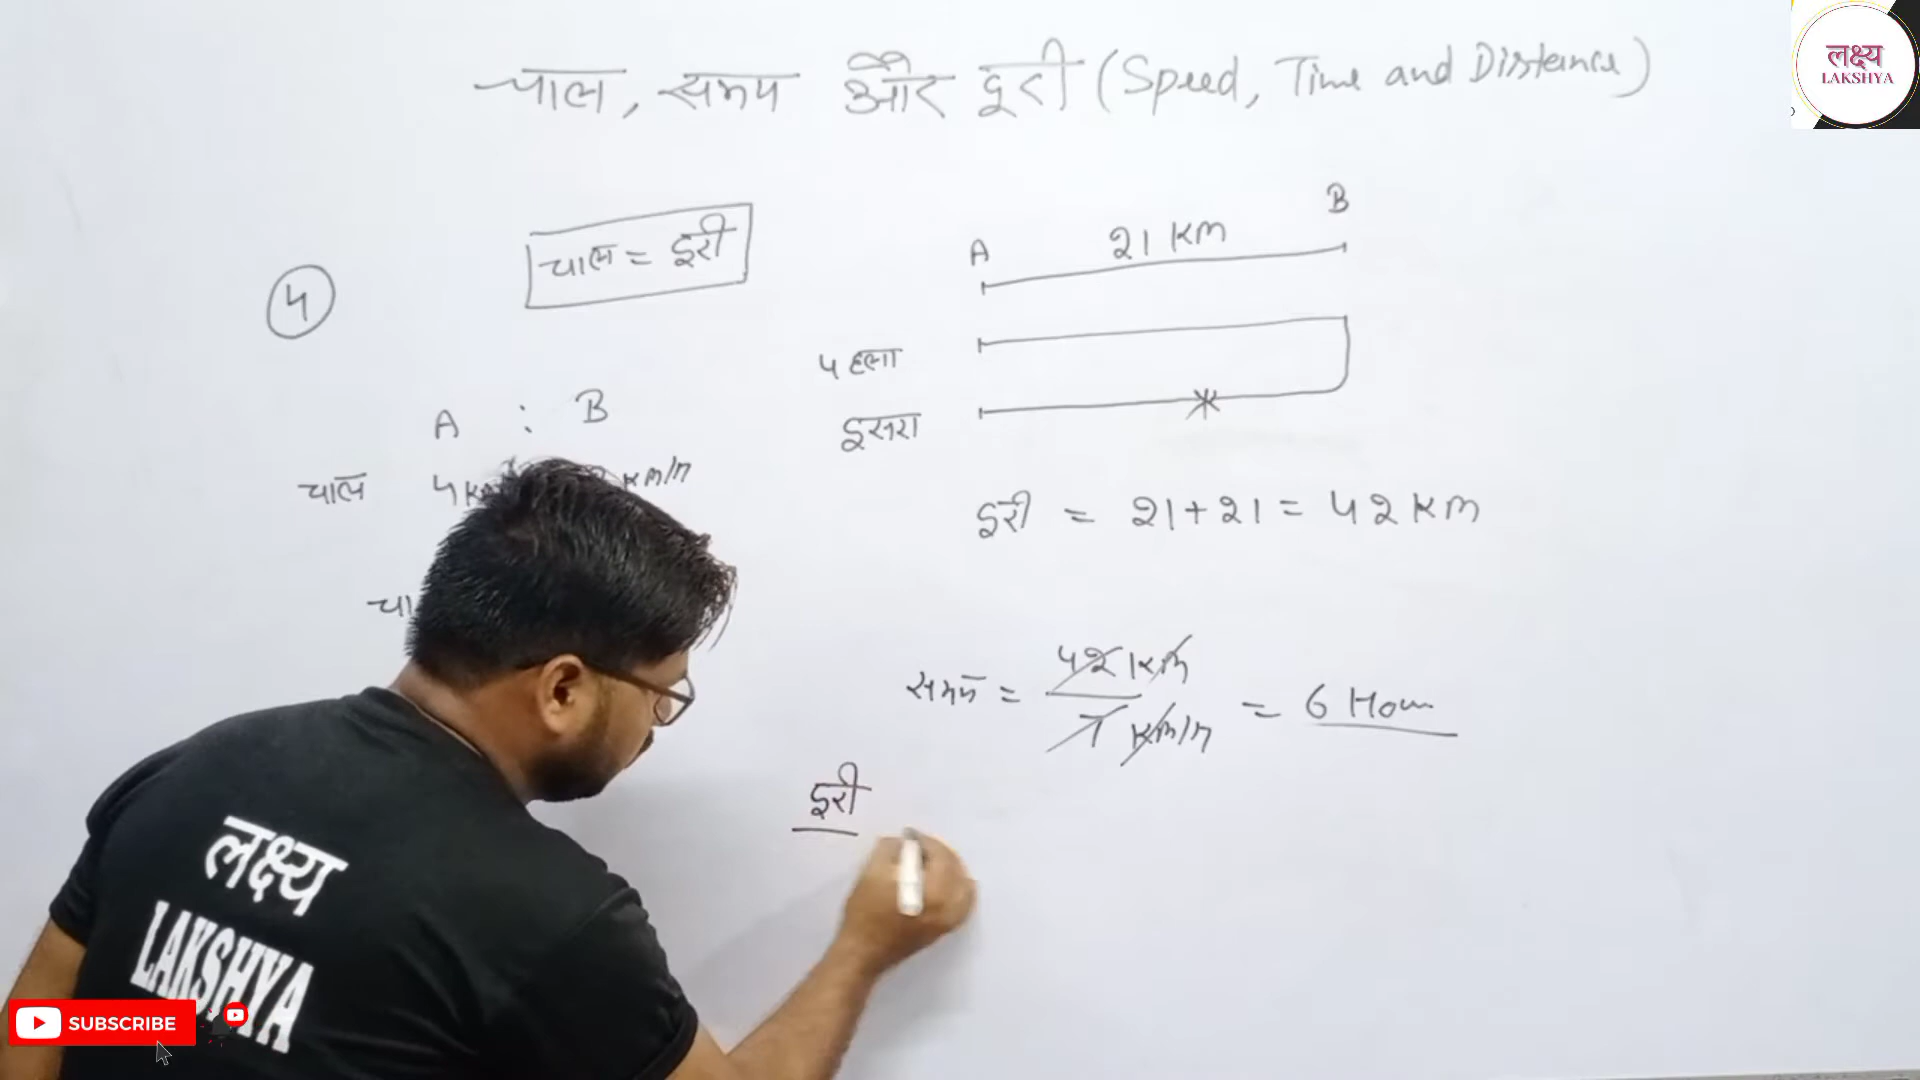 चाल, समय और दूरी (Speed, Time and Distance)
लक्ष्य
LAKSHYA
4
चाल = दूरी
A 21 km B
पहला
दूसरा
A : B
चाल 4 km/h
दूरी = 21 + 21 = 42 km
चा
समय = 42 km / 7 km/h = 6 Hour
दूरी
लक्ष्य
LAKSHYA
SUBSCRIBE